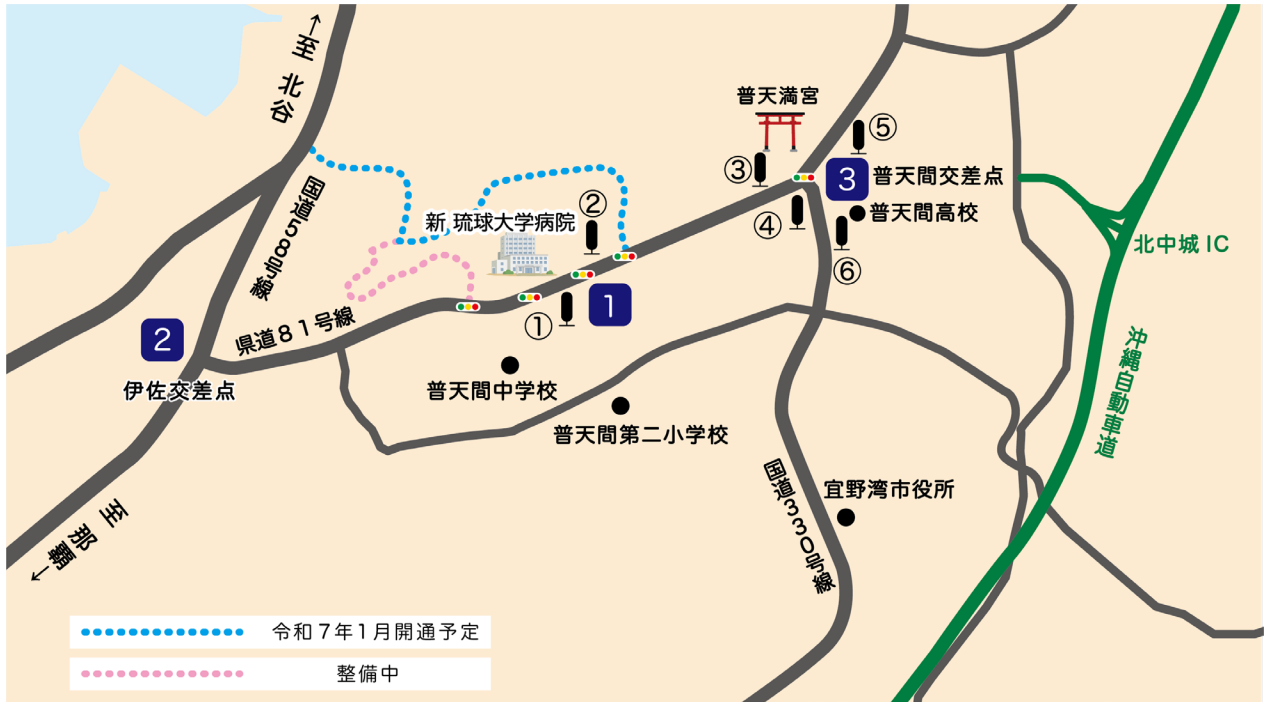 ↑至 北谷
普天満宮
⑤
③
3
普天間交差点
②
④
普天間高校
新 琉球大学病院
国道58号線
⑥
北中城IC
1
①
県道81号線
2
伊佐交差点
沖縄自動車道
普天間中学校
普天間第二小学校
国道330号線
宜野湾市役所
至 那覇→
令和7年1月開通予定
整備中